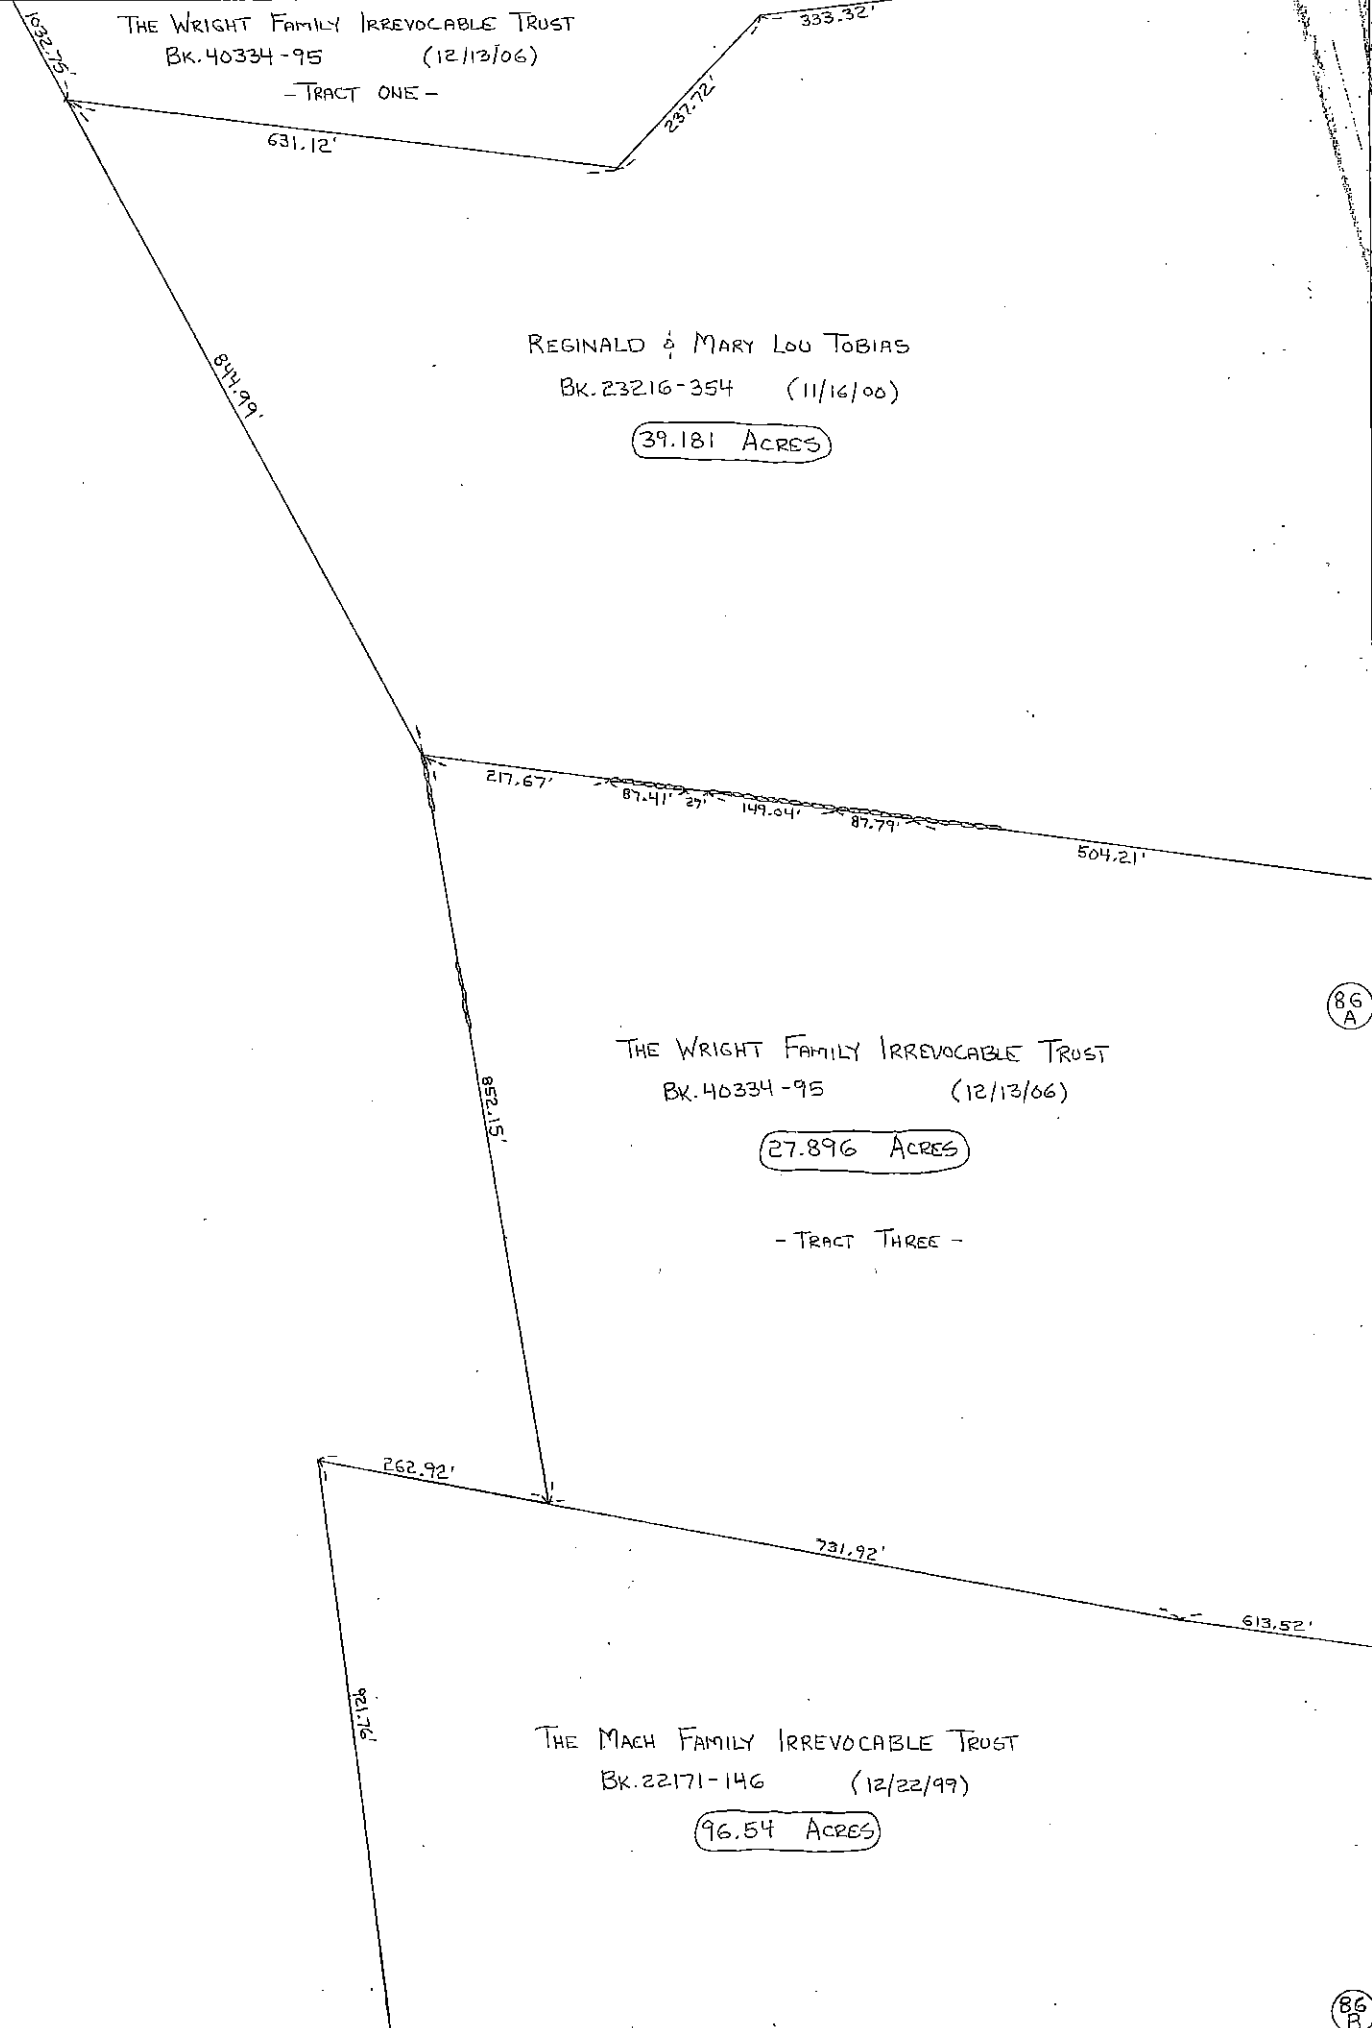 1032.75'
THE WRIGHT FAMILY IRREVOCABLE TRUST
BK. 40334-95 (12/13/06)
- TRACT ONE -
333.32'
237.72'
631.12'
REGINALD & MARY LOU TOBIAS
BK. 23216-354 (11/16/00)
39.181 ACRES
844.99'
217.67'
87.41'
27'
149.04'
87.79'
504.21'
86
A
THE WRIGHT FAMILY IRREVOCABLE TRUST
BK. 40334-95 (12/13/06)
27.896 ACRES
- TRACT THREE -
852.15'
262.92'
731.92'
613.52'
921.76'
THE MACH FAMILY IRREVOCABLE TRUST
BK. 22171-146 (12/22/99)
96.54 ACRES
86
B